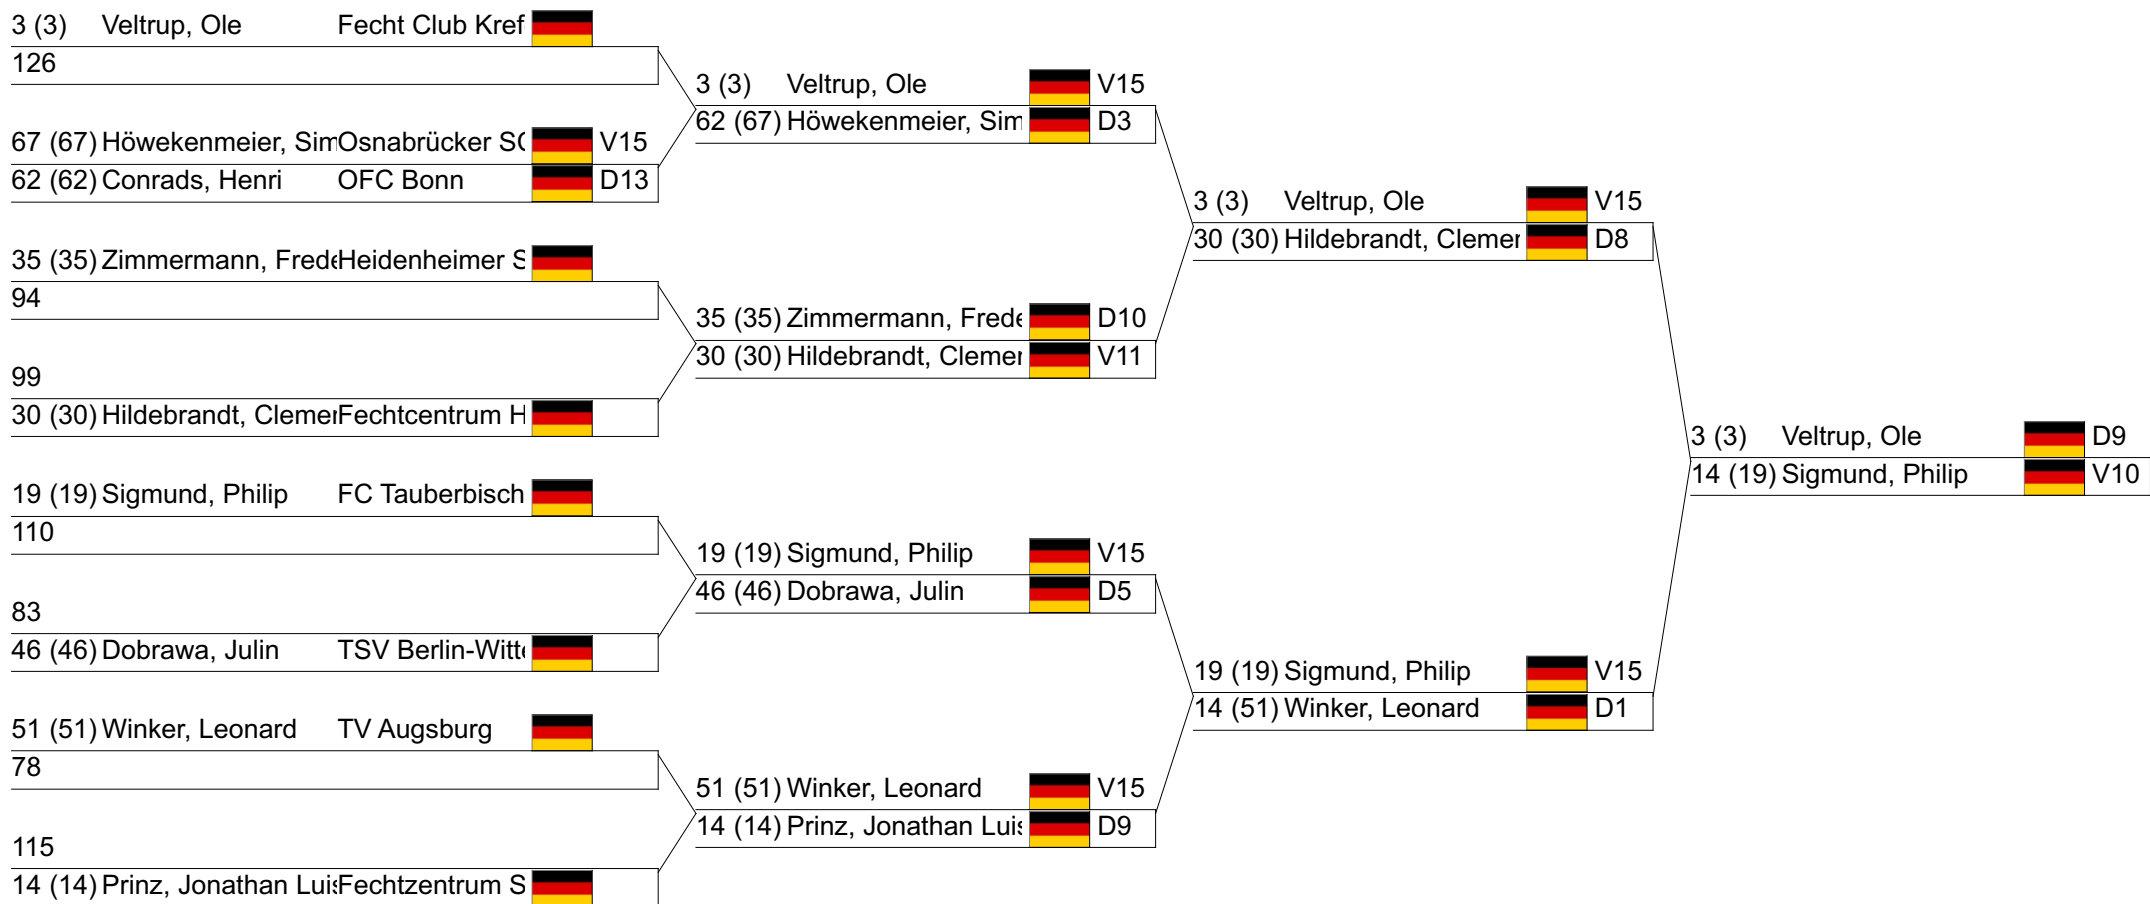 3 (3) Veltrup, Ole Fecht Club Kref
126
67 (67) Höwekenmeier, Sim Osnabrücker SC V15
62 (62) Conrads, Henri OFC Bonn D13
35 (35) Zimmermann, Frede Heidenheimer S
94
99
30 (30) Hildebrandt, Clemen Fechtcentrum H
19 (19) Sigmund, Philip FC Tauberbisch
110
83
46 (46) Dobrawa, Julin TSV Berlin-Witte
51 (51) Winker, Leonard TV Augsburg
78
115
14 (14) Prinz, Jonathan Luis Fechtzentrum S
3 (3) Veltrup, Ole V15
62 (67) Höwekenmeier, Sim D3
35 (35) Zimmermann, Frede D10
30 (30) Hildebrandt, Clemen V11
19 (19) Sigmund, Philip V15
46 (46) Dobrawa, Julin D5
51 (51) Winker, Leonard V15
14 (14) Prinz, Jonathan Luis D9
3 (3) Veltrup, Ole V15
30 (30) Hildebrandt, Clemen D8
19 (19) Sigmund, Philip V15
14 (51) Winker, Leonard D1
3 (3) Veltrup, Ole D9
14 (19) Sigmund, Philip V10